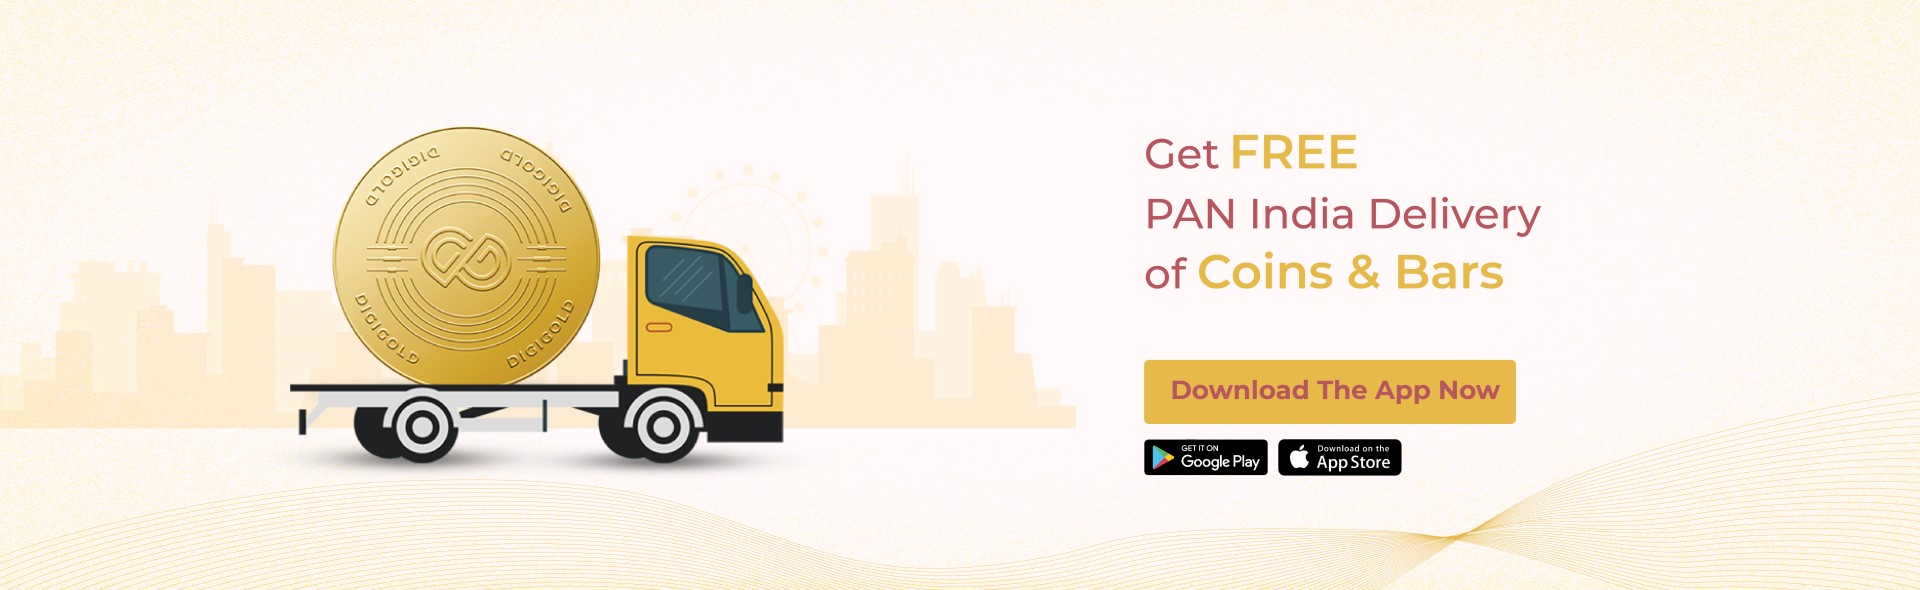 DIGIGOLD
DIGIGOLD
DIGIGOLD
DIGIGOLD
Get FREE
PAN India Delivery
of Coins & Bars
Download The App Now
GET IT ON
Google Play
Download on the
App Store